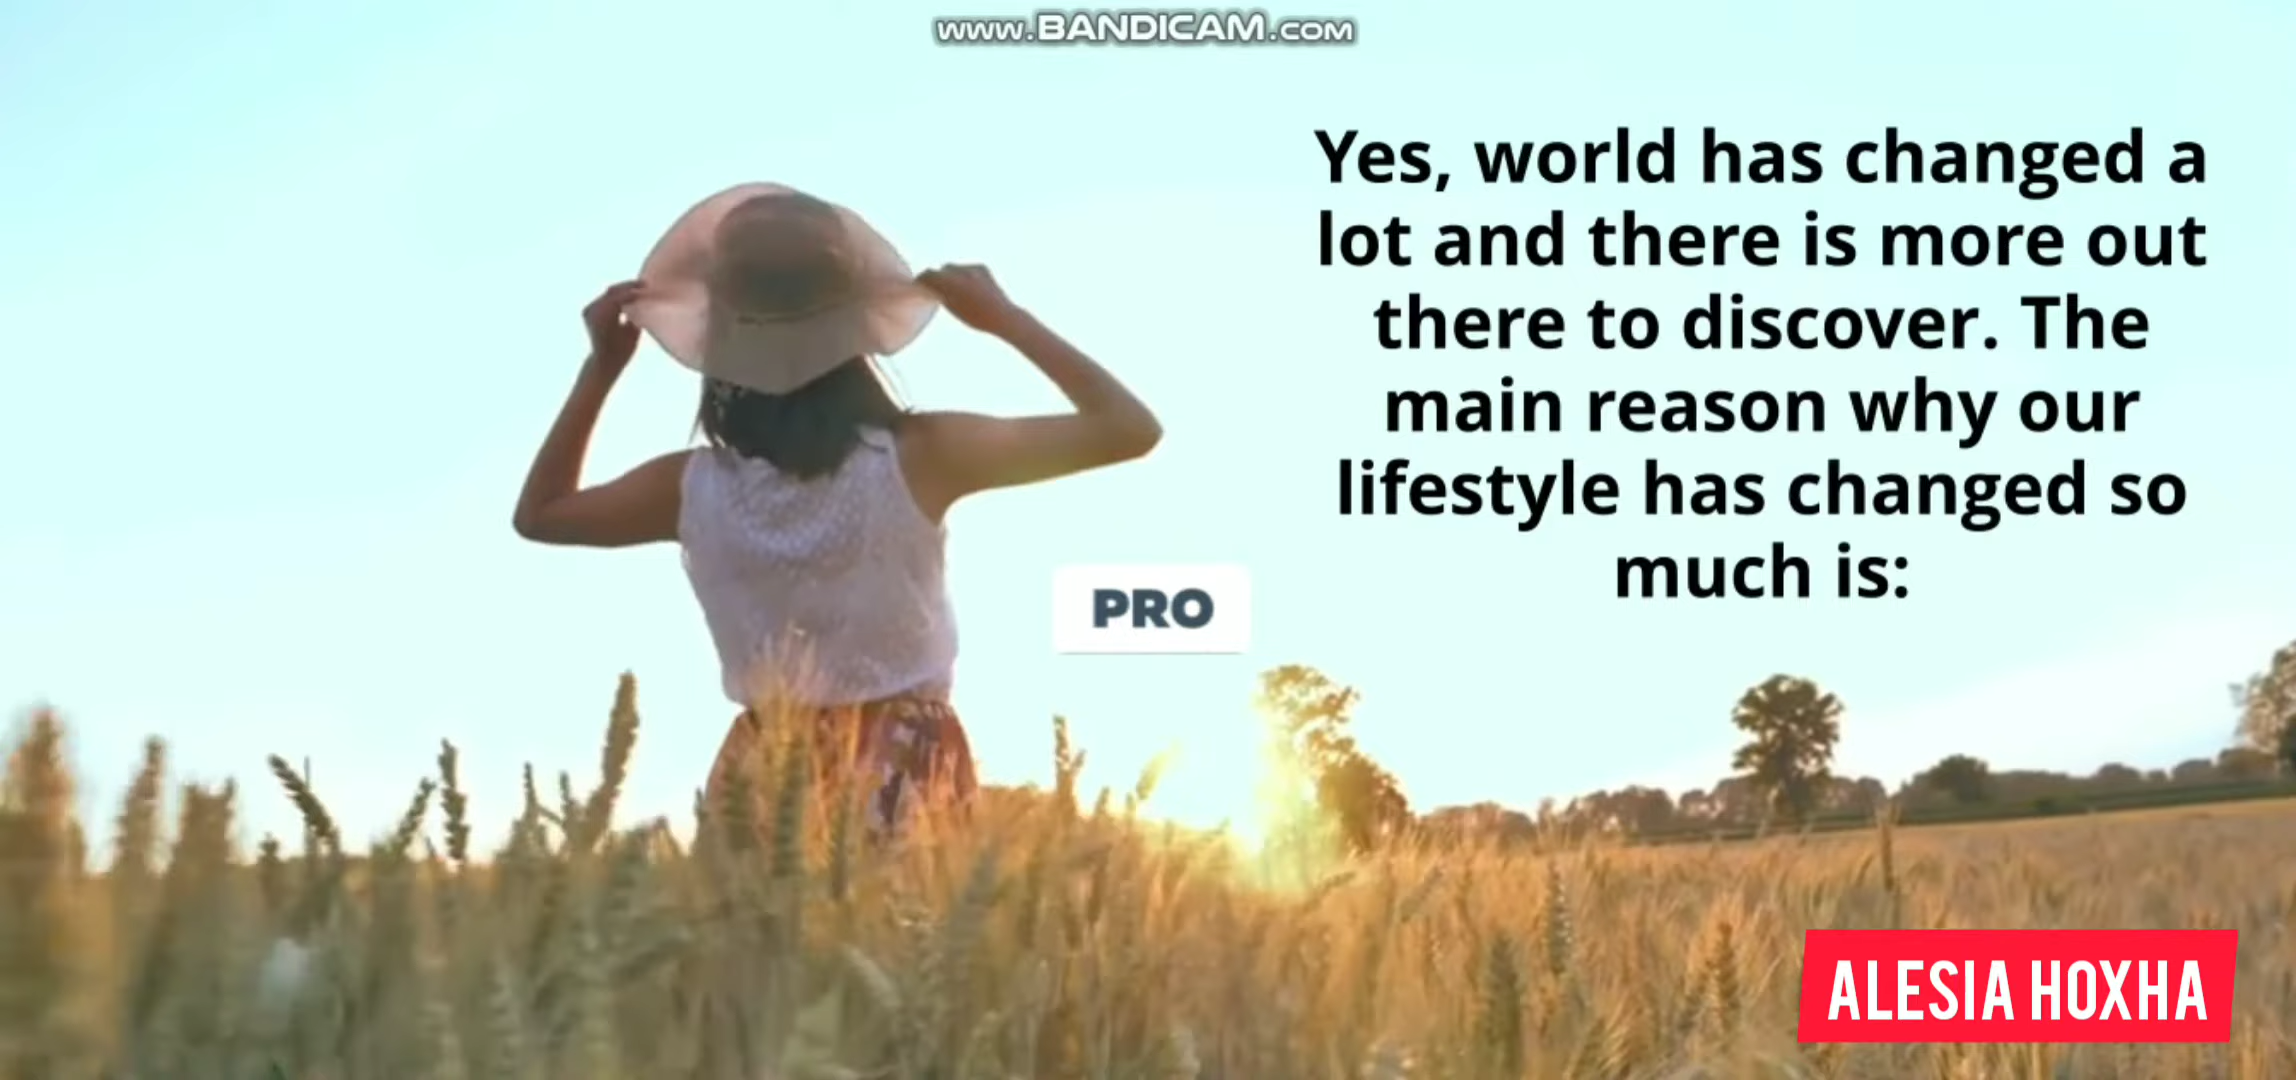 www.BANDICAM.com
Yes, world has changed a
lot and there is more out
there to discover. The
main reason why our
lifestyle has changed so
much is:
PRO
ALESIA HOXHA